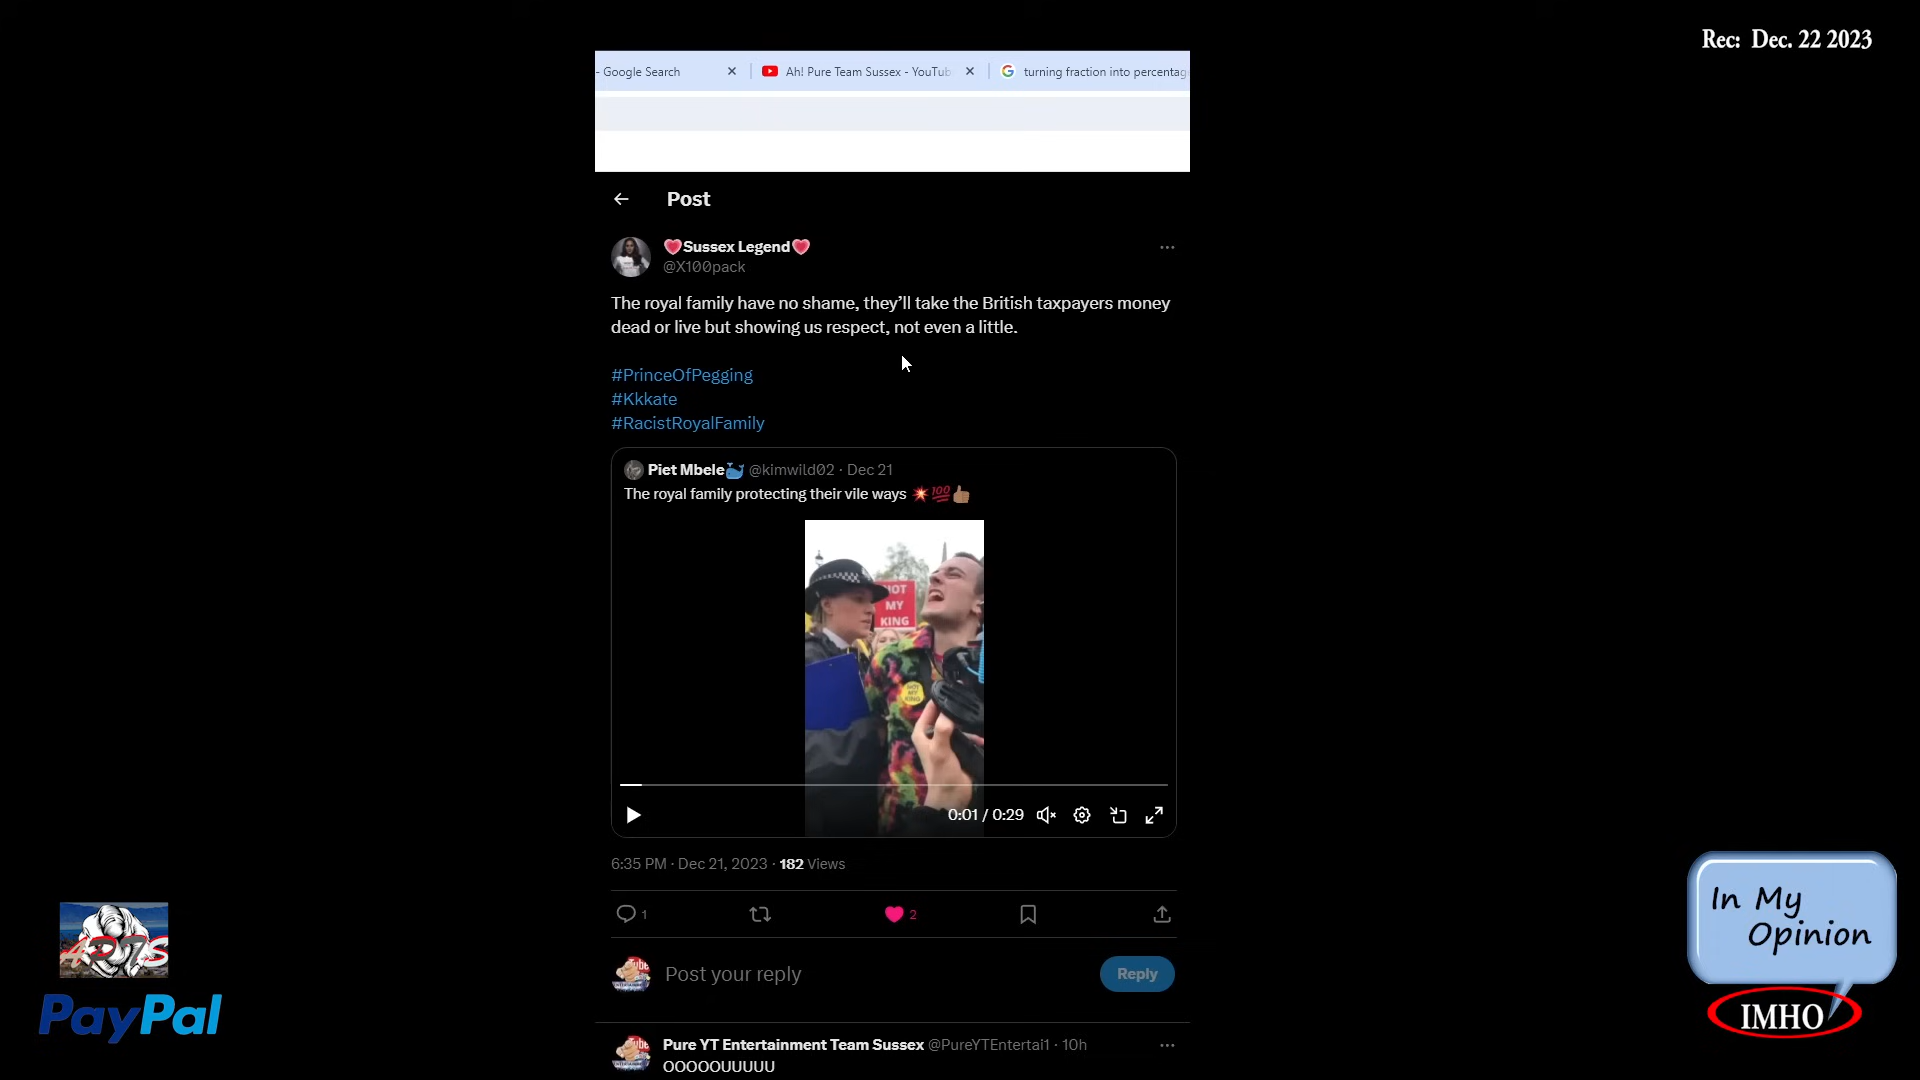 Rec: Dec. 22 2023
- Google Search
Ah! Pure Team Sussex - YouTub
turning fraction into percentag
Post
Sussex Legend
@X100pack
The royal family have no shame, they’ll take the British taxpayers money
dead or live but showing us respect, not even a little.
#PrinceOfPegging
#Kkkate
#RacistRoyalFamily
Piet Mbele @kimwild02 · Dec 21
The royal family protecting their vile ways 💥💯👍🏽
NOT
MY
KING
NOT
MY
KING
0:01 / 0:29
6:35 PM · Dec 21, 2023 · 182 Views
1
2
Post your reply
Reply
Pure YT Entertainment Team Sussex @PureYTEntertai1 · 10h
OOOOOUUUUU
PayPal
In My
Opinion
IMHO